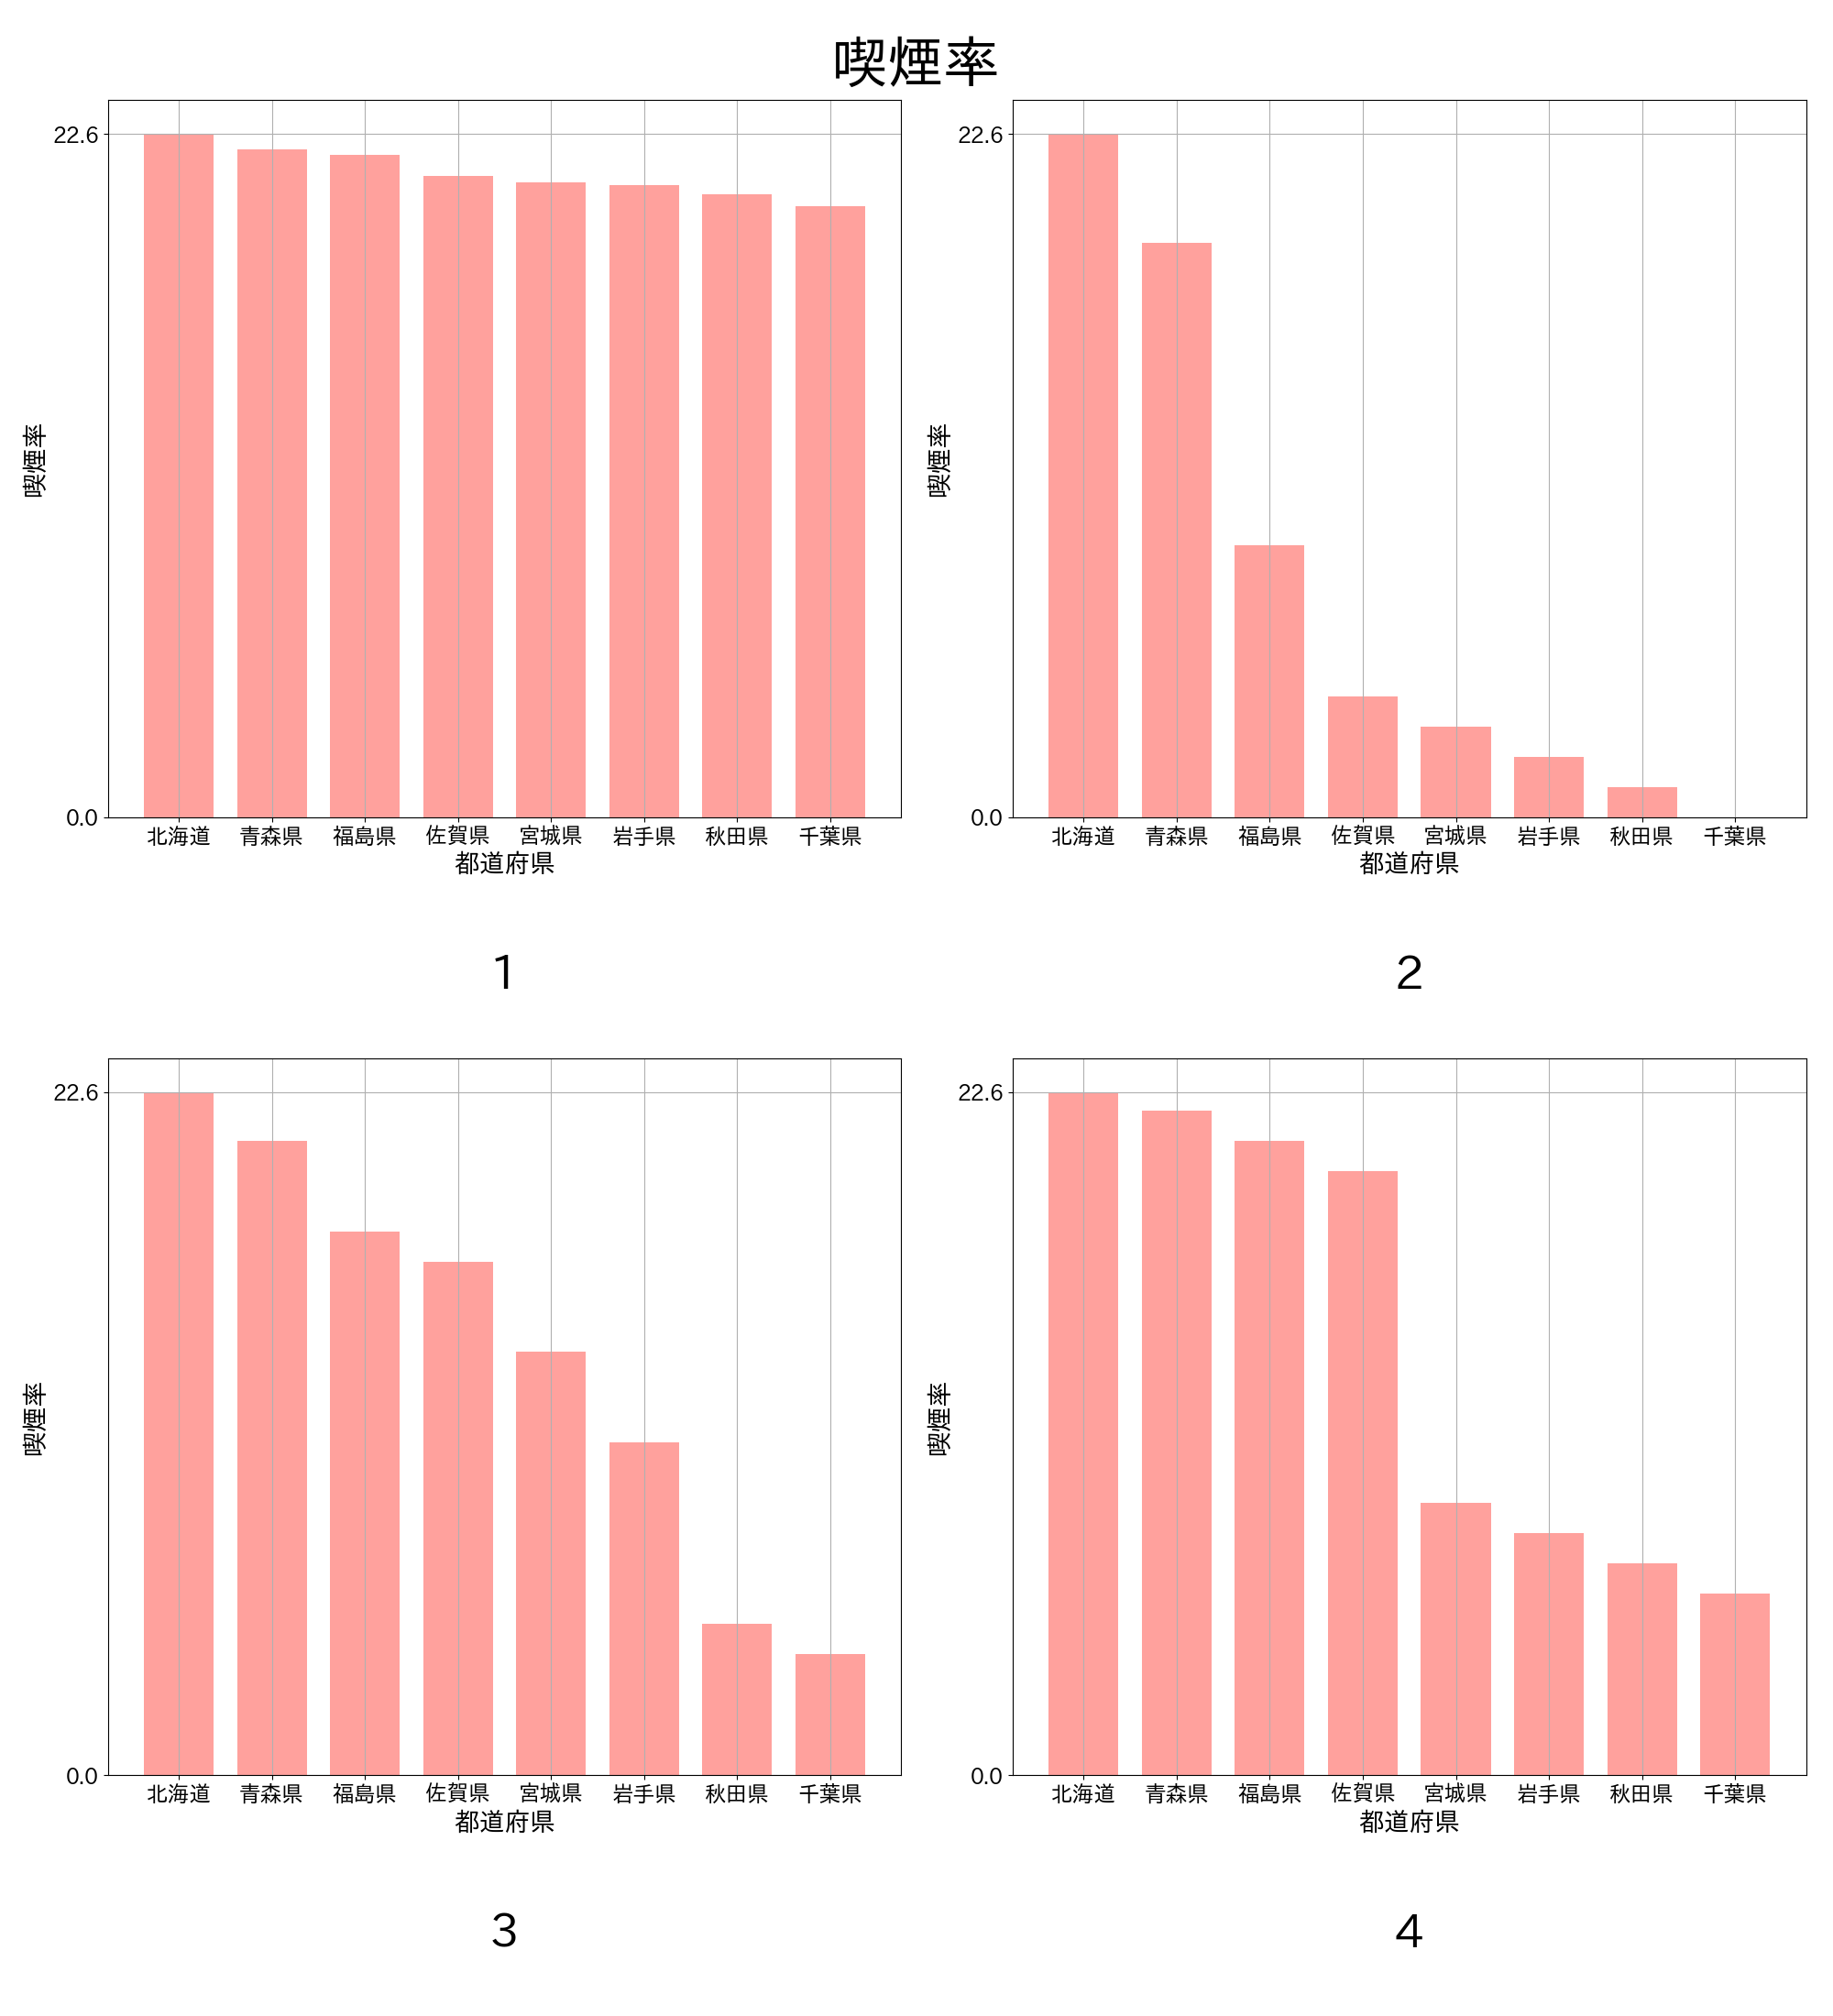 喫煙率
22.6
喫煙率
0.0
北海道 青森県 福島県 佐賀県 宮城県 岩手県 秋田県 千葉県
都道府県
1
22.6
喫煙率
0.0
北海道 青森県 福島県 佐賀県 宮城県 岩手県 秋田県 千葉県
都道府県
2
22.6
喫煙率
0.0
北海道 青森県 福島県 佐賀県 宮城県 岩手県 秋田県 千葉県
都道府県
3
22.6
喫煙率
0.0
北海道 青森県 福島県 佐賀県 宮城県 岩手県 秋田県 千葉県
都道府県
4